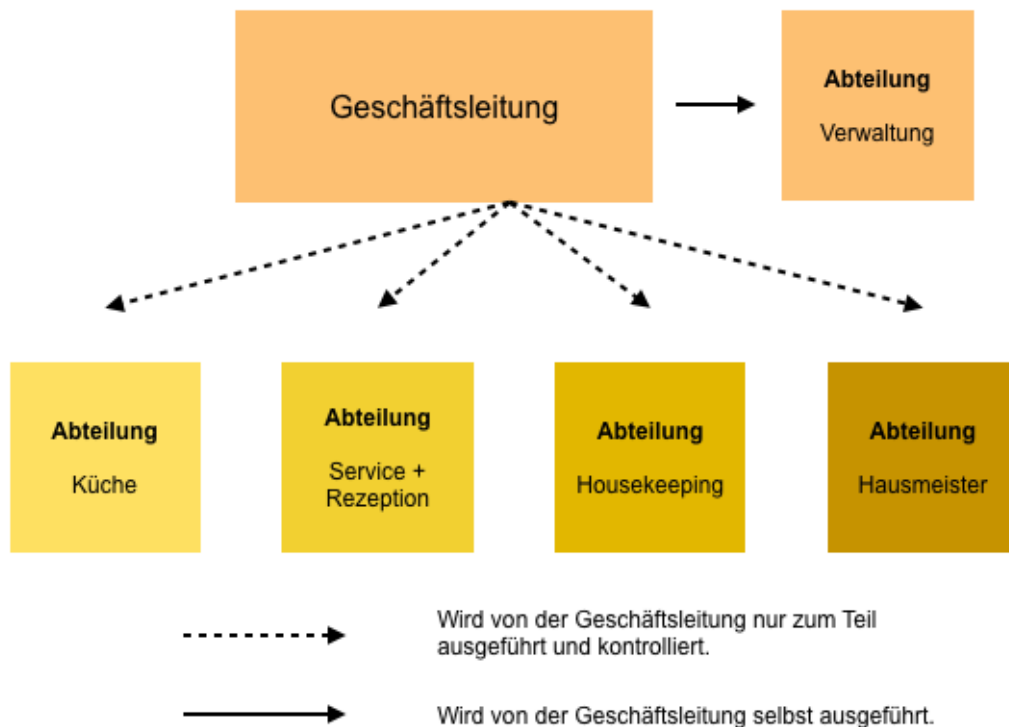 Geschäftsleitung
Abteilung
Verwaltung
Abteilung
Küche
Abteilung
Service +
Rezeption
Abteilung
Housekeeping
Abteilung
Hausmeister
Wird von der Geschäftsleitung nur zum Teil
ausgeführt und kontrolliert.
Wird von der Geschäftsleitung selbst ausgeführt.